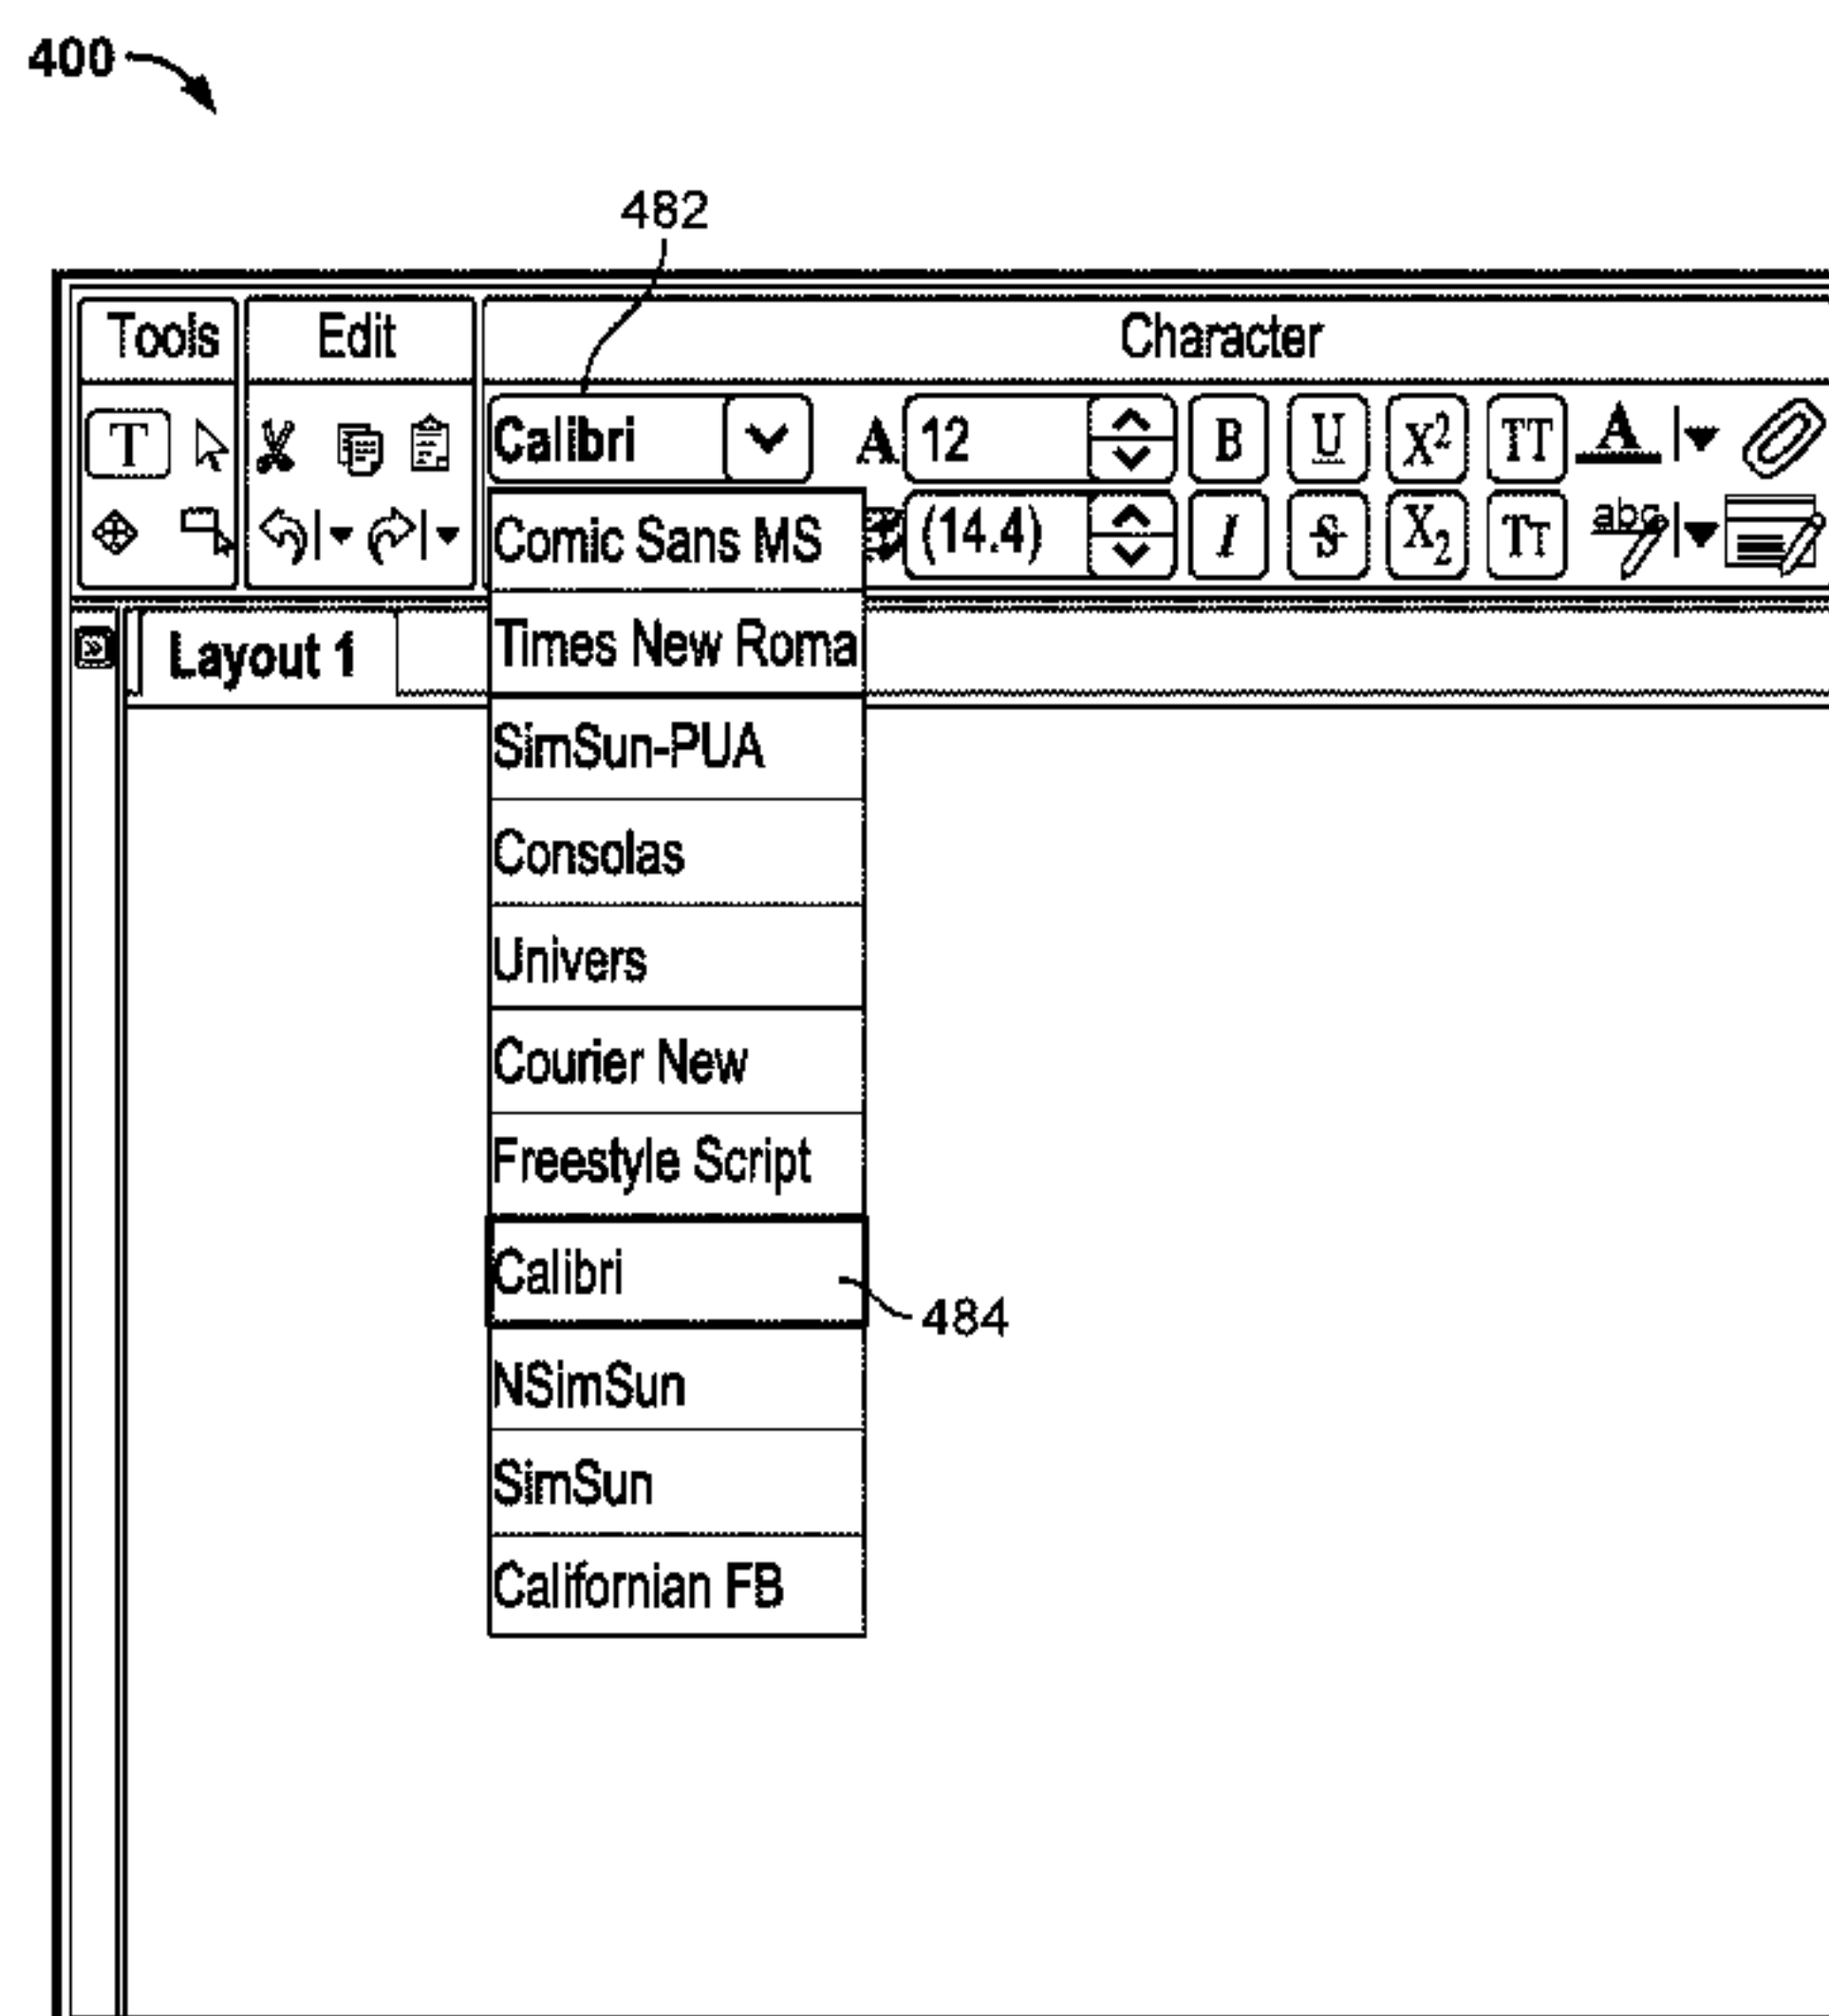 400
482
Tools Edit Character
T Calibri A 12 B U X2 TT A
(14.4) I S X2 TT abc
Layout 1
Comic Sans MS
Times New Roma
SimSun-PUA
Consolas
Univers
Courier New
Freestyle Script
Calibri
484
NSimSun
SimSun
Californian FB